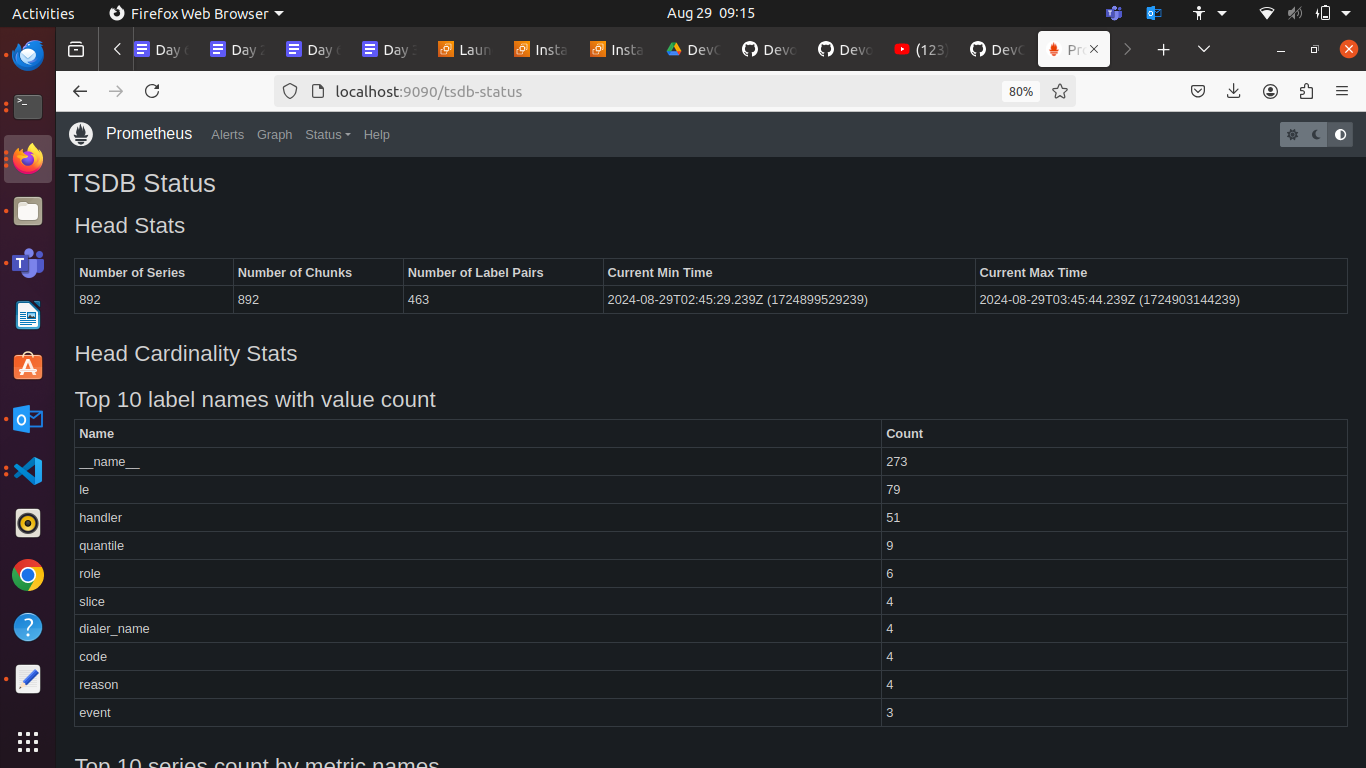 Activities Firefox Web Browser Aug 29 09:15
Day Day Day Day Laun Insta Insta DevO Devo Devo (123) DevO Pr
localhost:9090/tsdb-status 80%
Prometheus Alerts Graph Status Help
TSDB Status
Head Stats
Number of Series Number of Chunks Number of Label Pairs Current Min Time Current Max Time
892 892 463 2024-08-29T02:45:29.239Z (1724899529239) 2024-08-29T03:45:44.239Z (1724903144239)
Head Cardinality Stats
Top 10 label names with value count
Name Count
__name__ 273
le 79
handler 51
quantile 9
role 6
slice 4
dialer_name 4
code 4
reason 4
event 3
Top 10 series count by metric names